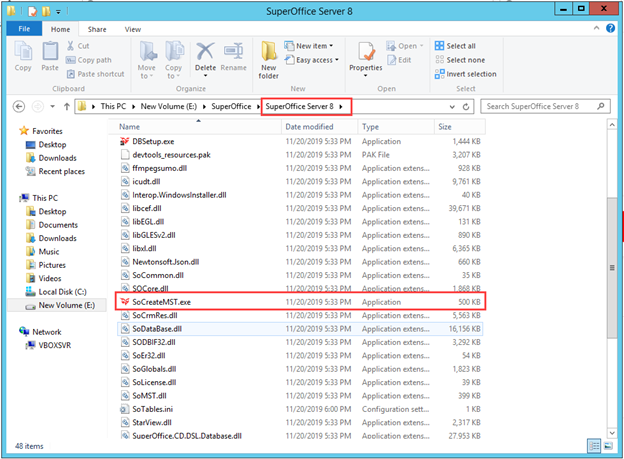 SuperOffice Server 8
File Home Share View
Cut
Copy path
Paste shortcut
Copy Paste
Clipboard
Move to Copy to Delete Rename
Organize
New folder
New item
Easy access
New
Properties
Open
Edit
History
Open
Select all
Select none
Invert selection
Select
This PC New Volume (E:) SuperOffice SuperOffice Server 8
Search SuperOffice Server 8
Favorites
Desktop
Downloads
Recent places
This PC
Desktop
Documents
Downloads
Music
Pictures
Videos
Local Disk (C:)
New Volume (E:)
Network
VBOXSVR
Name Date modified Type Size
DBSetup.exe 11/20/2019 5:33 PM Application 1,444 KB
devtools_resources.pak 11/20/2019 5:33 PM PAK File 3,207 KB
ffmpegsumo.dll 11/20/2019 5:33 PM Application extens... 928 KB
icudt.dll 11/20/2019 5:33 PM Application extens... 9,761 KB
Interop.WindowsInstaller.dll 11/20/2019 5:33 PM Application extens... 40 KB
libcef.dll 11/20/2019 5:33 PM Application extens... 39,671 KB
libEGL.dll 11/20/2019 5:33 PM Application extens... 131 KB
libGLESv2.dll 11/20/2019 5:33 PM Application extens... 890 KB
libxl.dll 11/20/2019 5:33 PM Application extens... 6,365 KB
Newtonsoft.Json.dll 11/20/2019 5:33 PM Application extens... 660 KB
SoCommon.dll 11/20/2019 5:33 PM Application extens... 35 KB
SOCore.dll 11/20/2019 5:33 PM Application extens... 1,868 KB
SoCreateMST.exe 11/20/2019 5:33 PM Application 500 KB
SoCrmRes.dll 11/20/2019 5:33 PM Application extens... 5,563 KB
SoDataBase.dll 11/20/2019 5:33 PM Application extens... 16,156 KB
SODBIF32.dll 11/20/2019 5:33 PM Application extens... 3,292 KB
SoEr32.dll 11/20/2019 5:33 PM Application extens... 54 KB
SoGlobals.dll 11/20/2019 5:33 PM Application extens... 1,823 KB
SoLicense.dll 11/20/2019 5:33 PM Application extens... 39 KB
SoMST.dll 11/20/2019 5:33 PM Application extens... 399 KB
SoTables.ini 11/20/2019 6:00 PM Configuration sett... 1 KB
StarView.dll 11/20/2019 5:33 PM Application extens... 2,317 KB
SuperOffice.CD.DSL.Database.dll 11/20/2019 5:33 PM Application extens... 27,953 KB
48 items